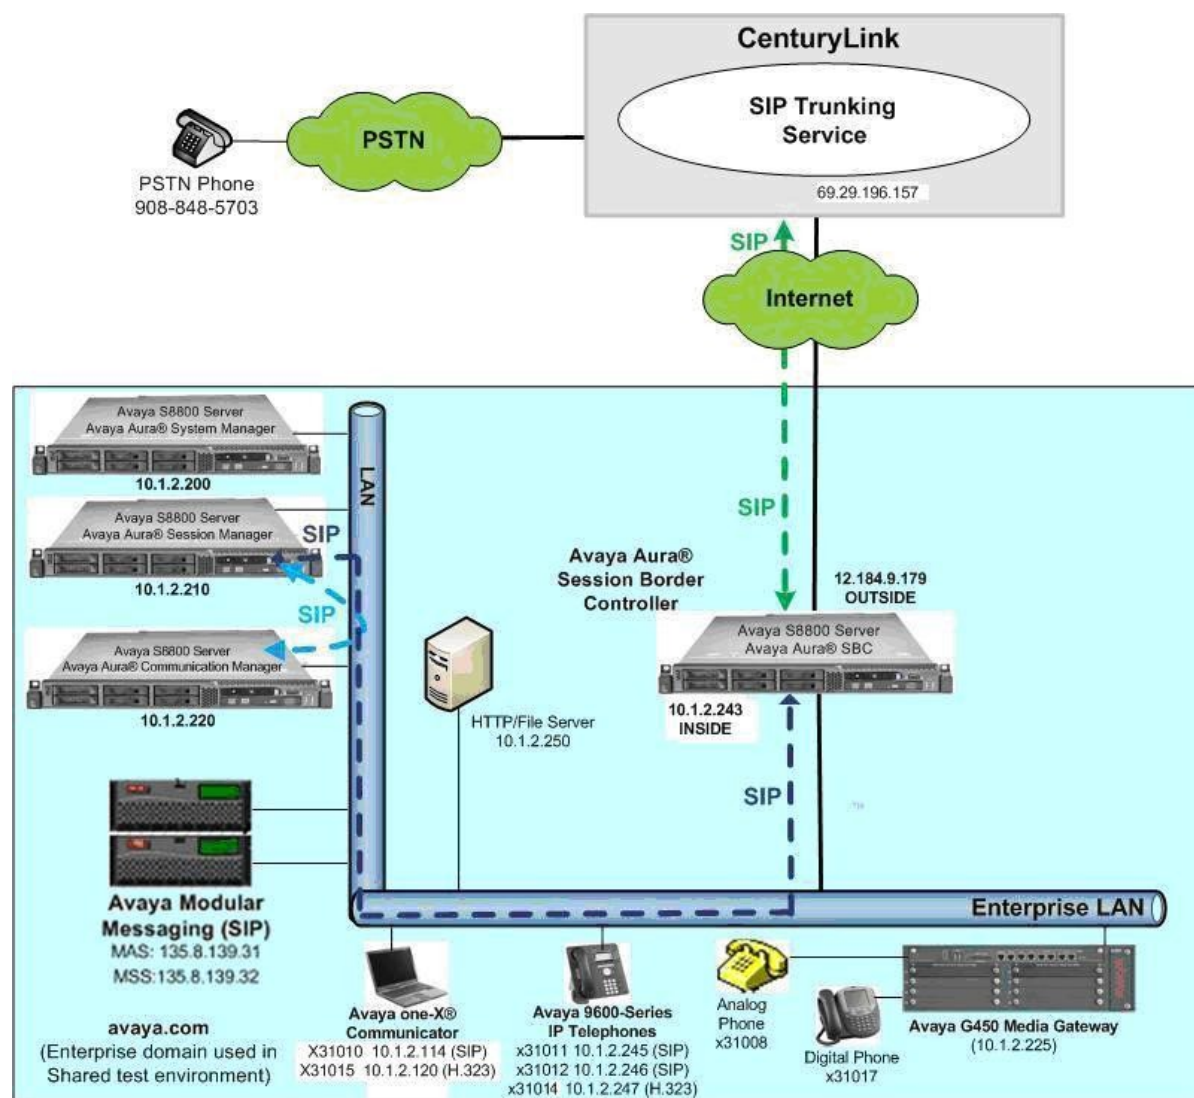 CenturyLink
SIP Trunking
Service
69.29.196.157
PSTN
PSTN Phone
908-848-5703
SIP
Internet
Avaya S8800 Server
Avaya Aura® System Manager
10.1.2.200
LAN
Avaya S8800 Server
Avaya Aura® Session Manager
10.1.2.210
SIP
SIP
Avaya S8800 Server
Avaya Aura® Communication Manager
10.1.2.220
SIP
Avaya Aura®
Session Border
Controller
12.184.9.179
OUTSIDE
Avaya S8800 Server
Avaya Aura® SBC
10.1.2.243
INSIDE
HTTP/File Server
10.1.2.250
SIP
TM
Avaya Modular
Messaging (SIP)
MAS: 135.8.139.31
MSS:135.8.139.32
Enterprise LAN
avaya.com
(Enterprise domain used in
Shared test environment)
Avaya one-X®
Communicator
X31010 10.1.2.114 (SIP)
X31015 10.1.2.120 (H.323)
Avaya 9600-Series
IP Telephones
x31011 10.1.2.245 (SIP)
x31012 10.1.2.246 (SIP)
x31014 10.1.2.247 (H.323)
Analog
Phone
x31008
Digital Phone
x31017
Avaya G450 Media Gateway
(10.1.2.225)